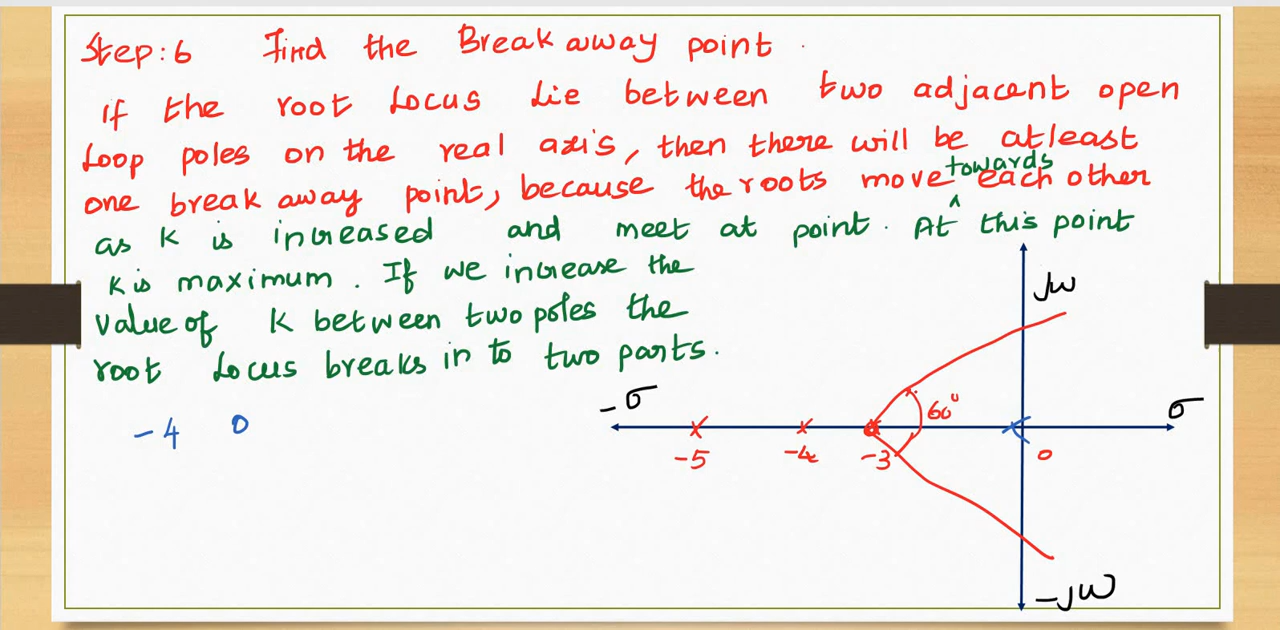 Step:6 Find the Break away point.
if the root Locus Lie between two adjacent open
Loop poles on the real axis, then there will be atleast
one break away point, because the roots move towards each other
as K is increased and meet at point. At this point
K is maximum. If we increase the
value of K between two poles the
root Locus breaks in to two parts.
-4 0
jω
-σ
σ
60°
-5 -4 -3 0
-jω